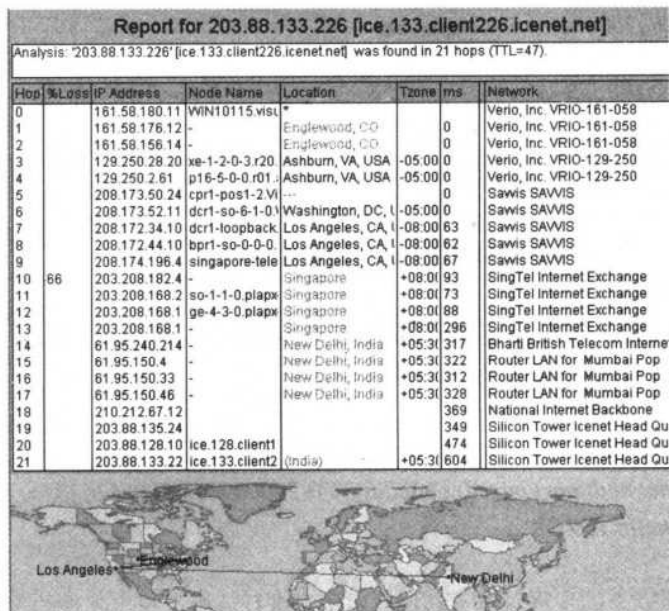 Report for 203.88.133.226 [ice.133.client226.icenet.net]
Analysis: '203.88.133.226' [ice.133.client226.icenet.net] was found in 21 hops (TTL=47).
Hop %Loss IP Address Node Name Location Tzone ms Network
0 161.58.180.11 WIN10115.visu * Verio, Inc. VRIO-161-058
1 161.58.176.12 - Englewood, CO 0 Verio, Inc. VRIO-161-058
2 161.58.156.14 - Englewood, CO 0 Verio, Inc. VRIO-161-058
3 129.250.28.20 xe-1-2-0-3.r20. Ashburn, VA, USA -05:00 0 Verio, Inc. VRIO-129-250
4 129.250.2.61 p16-5-0-0.r01. Ashburn, VA, USA -05:00 0 Verio, Inc. VRIO-129-250
5 208.173.50.24 cpr1-pos1-2.Vi --- 0 Savvis SAVVIS
6 208.173.52.11 dcr1-so-6-1-0. Washington, DC, -05:00 0 Savvis SAVVIS
7 208.172.34.10 dcr1-loopback. Los Angeles, CA, -08:00 63 Savvis SAVVIS
8 208.172.44.10 bpr1-so-0-0-0. Los Angeles, CA, -08:00 62 Savvis SAVVIS
9 208.174.196.4 singapore-tele Los Angeles, CA, -08:00 67 Savvis SAVVIS
10 66 203.208.182.4 - Singapore +08:0 93 SingTel Internet Exchange
11 203.208.168.2 so-1-1-0.plapx Singapore +08:0 73 SingTel Internet Exchange
12 203.208.168.1 ge-4-3-0.plapx Singapore +08:0 88 SingTel Internet Exchange
13 203.208.168.1 - Singapore +08:0 296 SingTel Internet Exchange
14 61.95.240.214 - New Delhi, India +05:3 317 Bharti British Telecom Interne
15 61.95.150.4 - New Delhi, India +05:3 322 Router LAN for Mumbai Pop
16 61.95.150.33 - New Delhi, India +05:3 312 Router LAN for Mumbai Pop
17 61.95.150.46 - New Delhi, India +05:3 328 Router LAN for Mumbai Pop
18 210.212.67.12 369 National Internet Backbone
19 203.88.135.24 349 Silicon Tower Icenet Head Qu
20 203.88.128.10 ice.128.client1 474 Silicon Tower Icenet Head Qu
21 203.88.133.22 ice.133.client2 (India) +05:3 604 Silicon Tower Icenet Head Qu
Englewood
Los Angeles
New Delhi